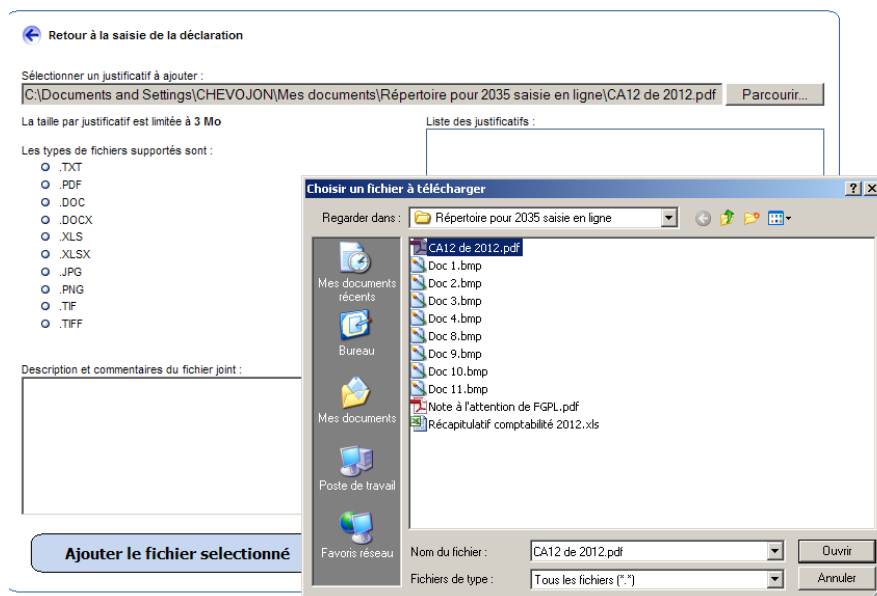 Retour à la saisie de la déclaration
Sélectionner un justificatif à ajouter :
C:\Documents and Settings\CHEVOJON\Mes documents\Répertoire pour 2035 saisie en ligne\CA12 de 2012.pdf Parcourir...
La taille par justificatif est limitée à 3 Mo
Liste des justificatifs :
Les types de fichiers supportés sont :
.TXT
.PDF
.DOC
.DOCX
.XLS
.XLSX
.JPG
.PNG
.TIF
.TIFF
Description et commentaires du fichier joint :
Ajouter le fichier selectionné
Choisir un fichier à télécharger
Regarder dans : Répertoire pour 2035 saisie en ligne
Mes documents récents
Bureau
Mes documents
Poste de travail
Favoris réseau
CA12 de 2012.pdf
Doc 1.bmp
Doc 2.bmp
Doc 3.bmp
Doc 4.bmp
Doc 8.bmp
Doc 9.bmp
Doc 10.bmp
Doc 11.bmp
Note à l'attention de FGPL.pdf
Récapitulatif comptabilité 2012.xls
Nom du fichier : CA12 de 2012.pdf Ouvrir
Fichiers de type : Tous les fichiers (*.*) Annuler